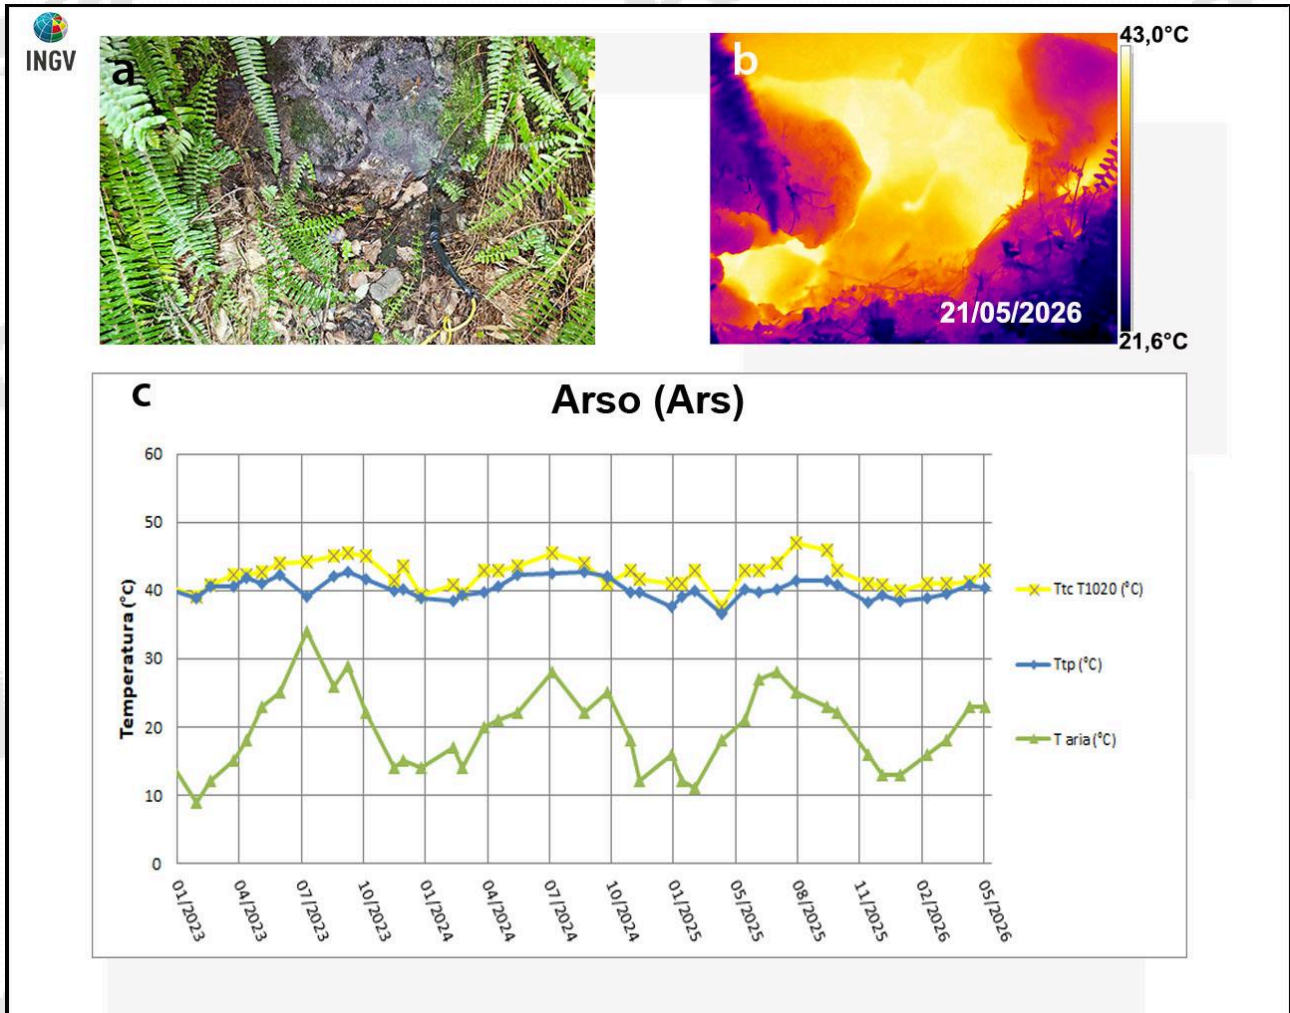 INGV
a
b
43,0°C
21/05/2026
21,6°C
c
Arso (Ars)
Temperatura (°C)
60
50
40
30
20
10
0
Ttc T1020 (°C)
Ttp (°C)
T aria (°C)
01/2023
04/2023
07/2023
10/2023
01/2024
04/2024
07/2024
10/2024
01/2025
05/2025
08/2025
11/2025
02/2026
05/2026